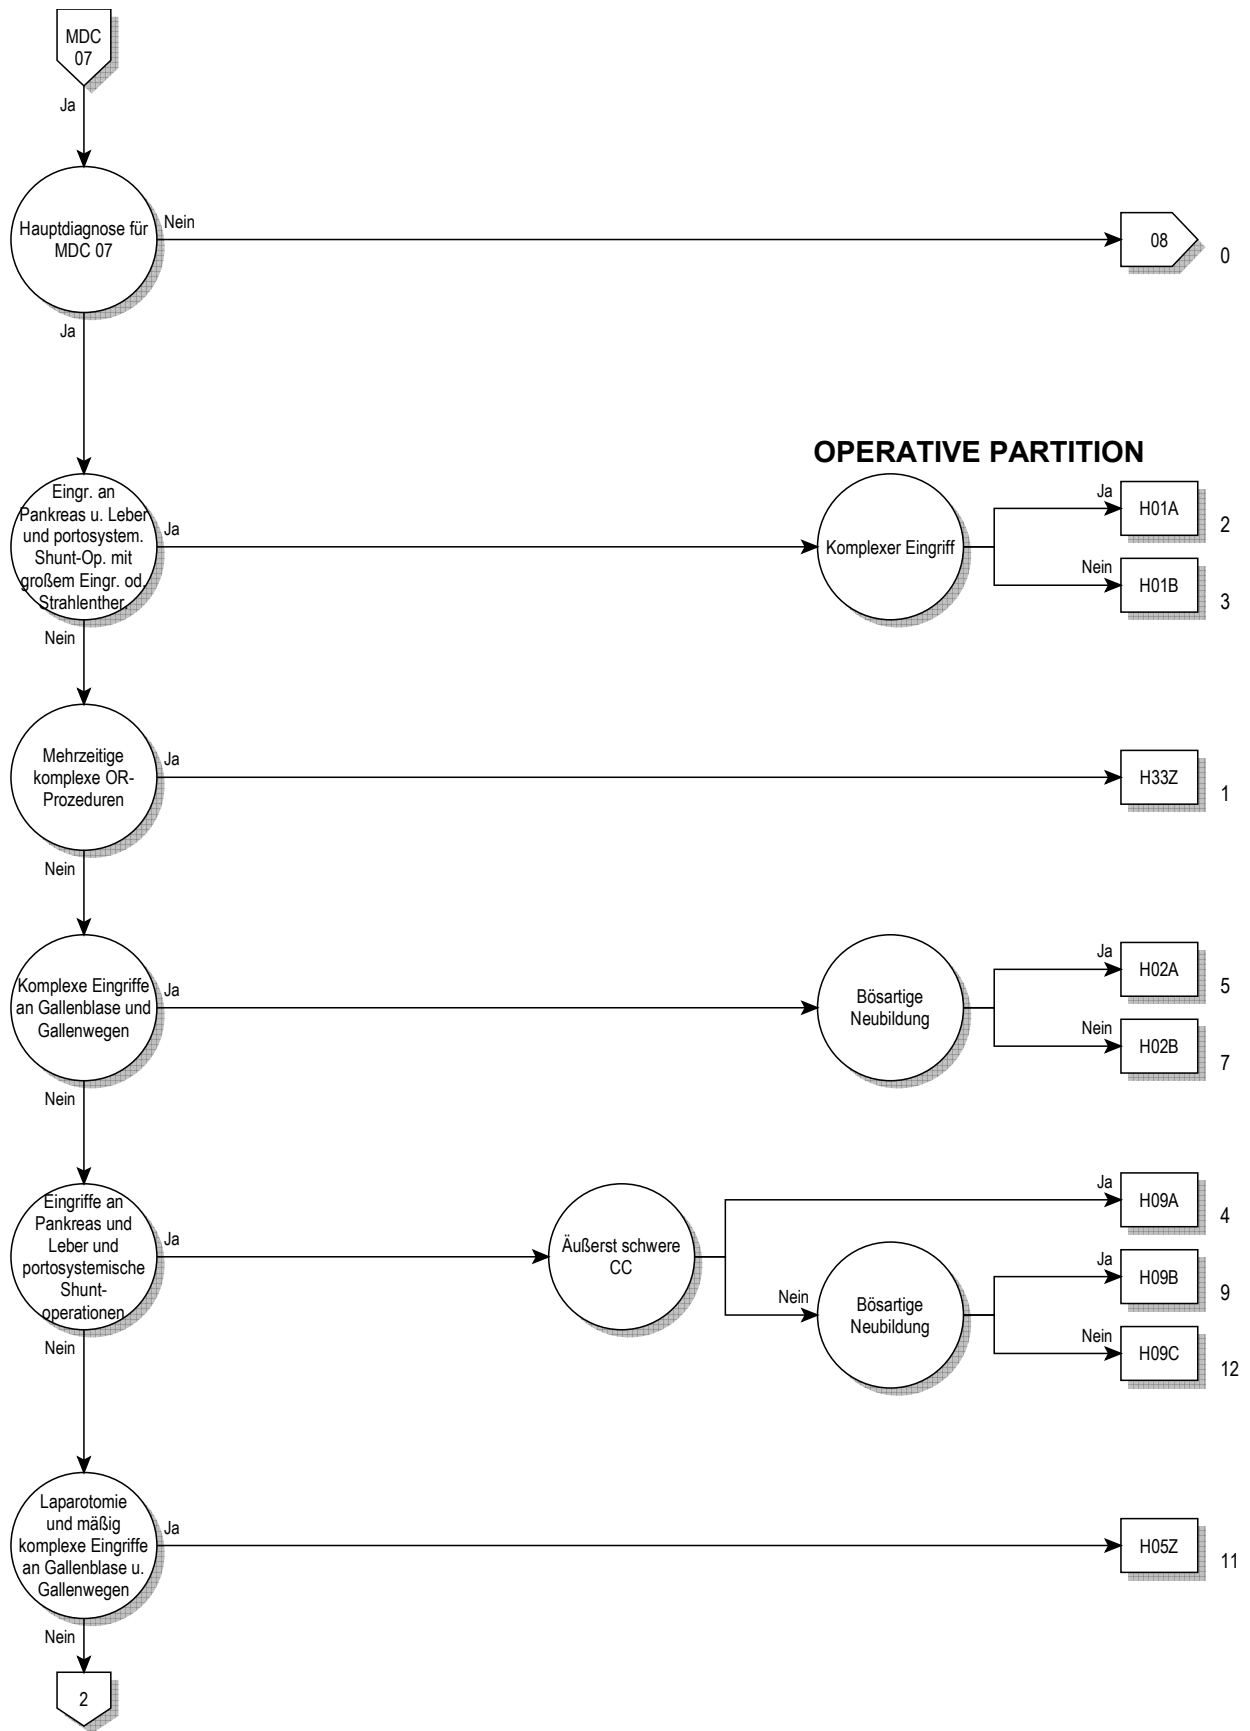 MDC
07
Ja
Hauptdiagnose für
MDC 07
Nein
08
0
Ja
OPERATIVE PARTITION
Eingr. an
Pankreas u. Leber
und portosystem.
Shunt-Op. mit
großem Eingr. od.
Strahlenther.
Ja
Komplexer Eingriff
Ja
H01A
2
Nein
H01B
3
Nein
Mehrzeitige
komplexe OR-
Prozeduren
Ja
H33Z
1
Nein
Komplexe Eingriffe
an Gallenblase und
Gallenwegen
Ja
Bösartige
Neubildung
Ja
H02A
5
Nein
H02B
7
Nein
Eingriffe an
Pankreas und
Leber und
portosystemische
Shunt-
operationen
Ja
Äußerst schwere
CC
Ja
H09A
4
Nein
Bösartige
Neubildung
Ja
H09B
9
Nein
H09C
12
Nein
Laparotomie
und mäßig
komplexe Eingriffe
an Gallenblase u.
Gallenwegen
Ja
H05Z
11
Nein
2